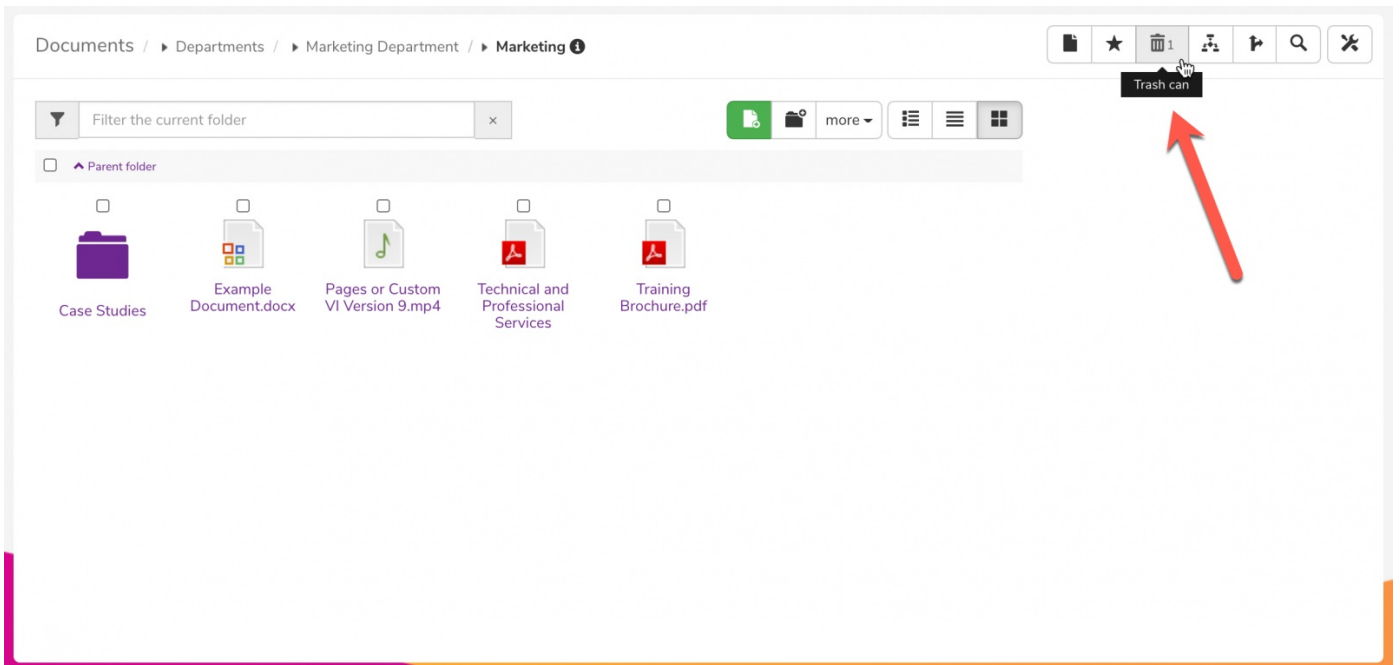 Documents / Departments / Marketing Department / Marketing
1
Trash can
Filter the current folder
×
more
Parent folder
Case Studies
Example
Document.docx
Pages or Custom
VI Version 9.mp4
Technical and
Professional
Services
Training
Brochure.pdf